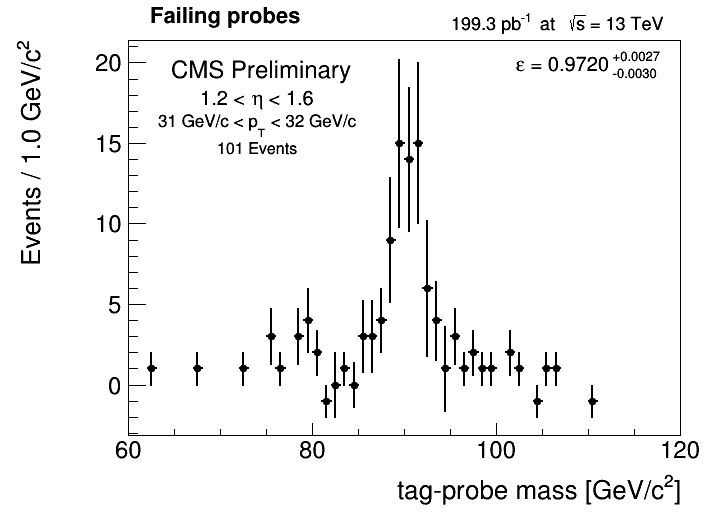 Failing probes
199.3 pb⁻¹ at √s = 13 TeV
CMS Preliminary
1.2 < η < 1.6
31 GeV/c < p_T < 32 GeV/c
101 Events
ε = 0.9720 +0.0027 -0.0030
Events / 1.0 GeV/c²
20
15
10
5
0
60 80 100 120
tag-probe mass [GeV/c²]